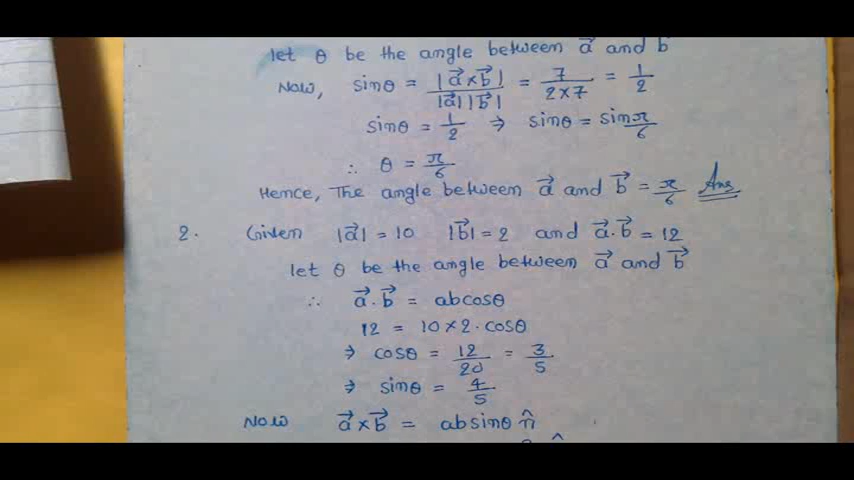 let θ be the angle between a⃗ and b⃗
Now, sinθ = |a⃗×b⃗| / |a⃗||b⃗| = 7 / 2×7 = 1/2
sinθ = 1/2 ⇒ sinθ = sin π/6
∴ θ = π/6
Hence, The angle between a⃗ and b⃗ = π/6 Ans
2. Given |a⃗| = 10 |b⃗| = 2 and a⃗.b⃗ = 12
let θ be the angle between a⃗ and b⃗
∴ a⃗.b⃗ = abcosθ
12 = 10×2.cosθ
⇒ cosθ = 12/20 = 3/5
⇒ sinθ = 4/5
Now a⃗×b⃗ = absinθ n̂